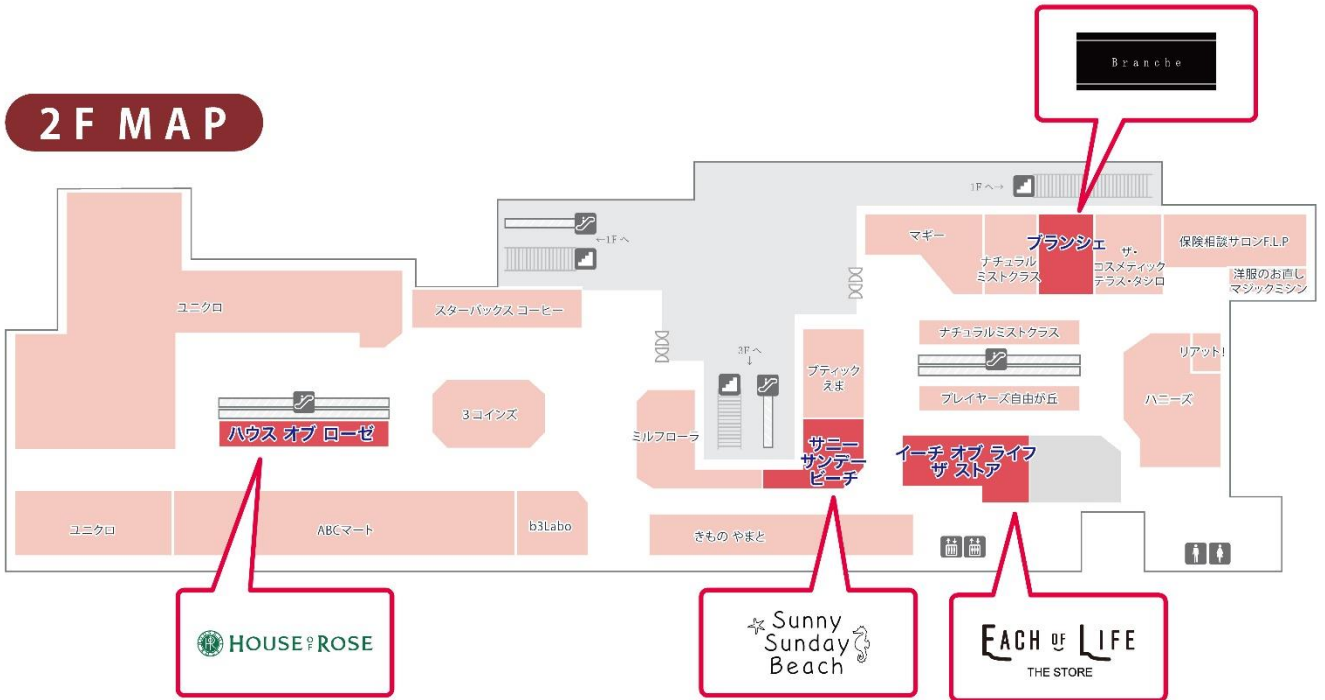 Branche
2F MAP
1Fへ→
←1Fへ
マギー
ナチュラル
ミストクラス
ブランシェ
ザ・
コスメティック
テラス・タシロ
保険相談サロンF.L.P
洋服のお直し
マジックミシン
ユニクロ
スターバックス コーヒー
3Fへ
↓
ブティック
えま
ナチュラルミストクラス
リアット!
プレイヤーズ自由が丘
ハニーズ
3コインズ
ハウス オブ ローゼ
ミルフローラ
サニー
サンデー
ビーチ
イーチ オブ ライフ
ザ ストア
ユニクロ
ABCマート
b3Labo
きもの やまと
HOUSE OF ROSE
Sunny
Sunday
Beach
EACH OF LIFE
THE STORE